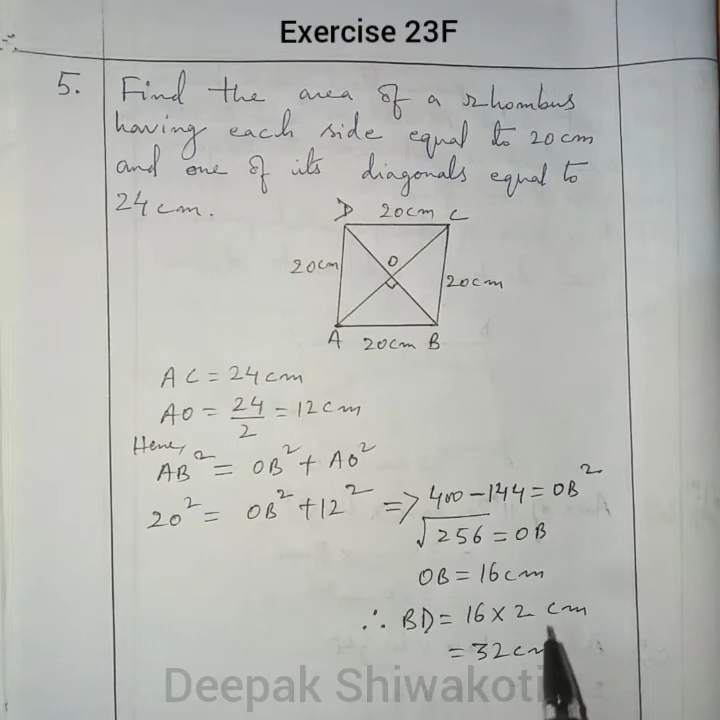 Exercise 23F
5. Find the area of a rhombus
having each side equal to 20cm
and one of its diagonals equal to
24cm.
D 20cm C
20cm O 20cm
A 20cm B
AC = 24cm
AO = 24/2 = 12cm
Hence,
AB² = OB² + AO²
20² = OB² + 12² => 400 - 144 = OB²
√256 = OB
OB = 16cm
∴ BD = 16 × 2 cm
= 32cm
Deepak Shiwakoti